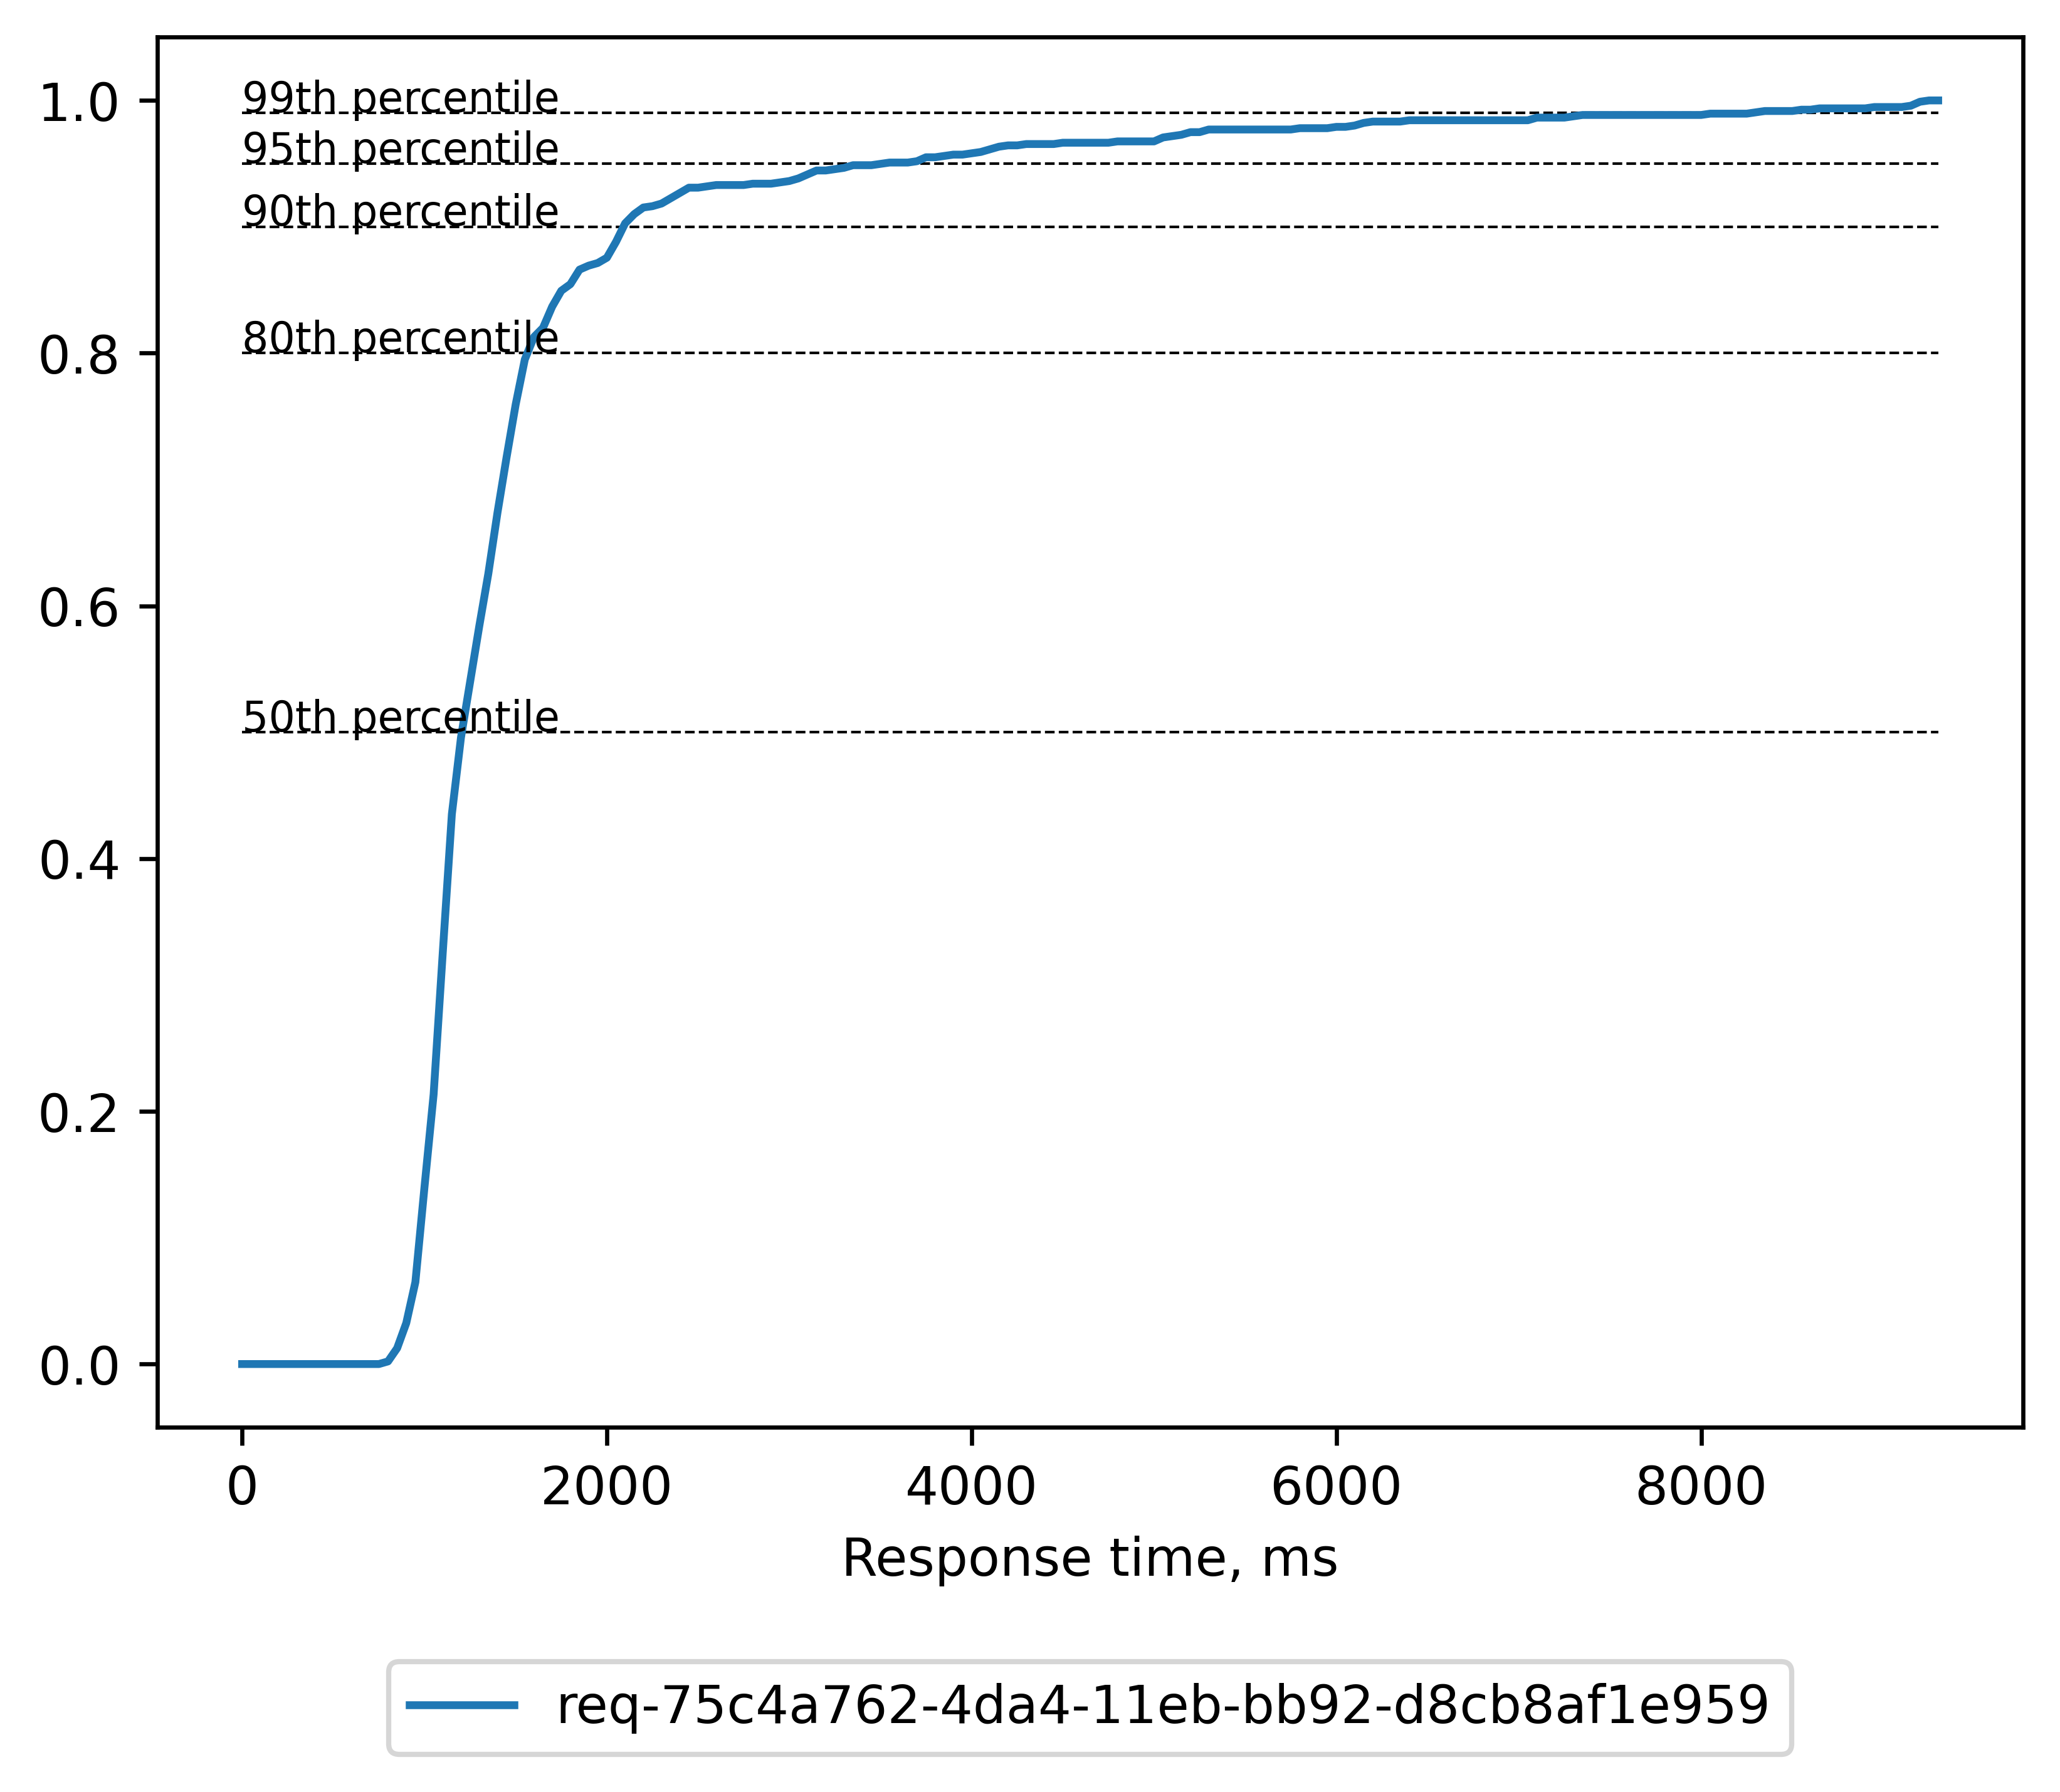 1.0
99th percentile
95th percentile
90th percentile
0.8
80th percentile
0.6
50th percentile
0.4
0.2
0.0
0 2000 4000 6000 8000
Response time, ms
req-75c4a762-4da4-11eb-bb92-d8cb8af1e959